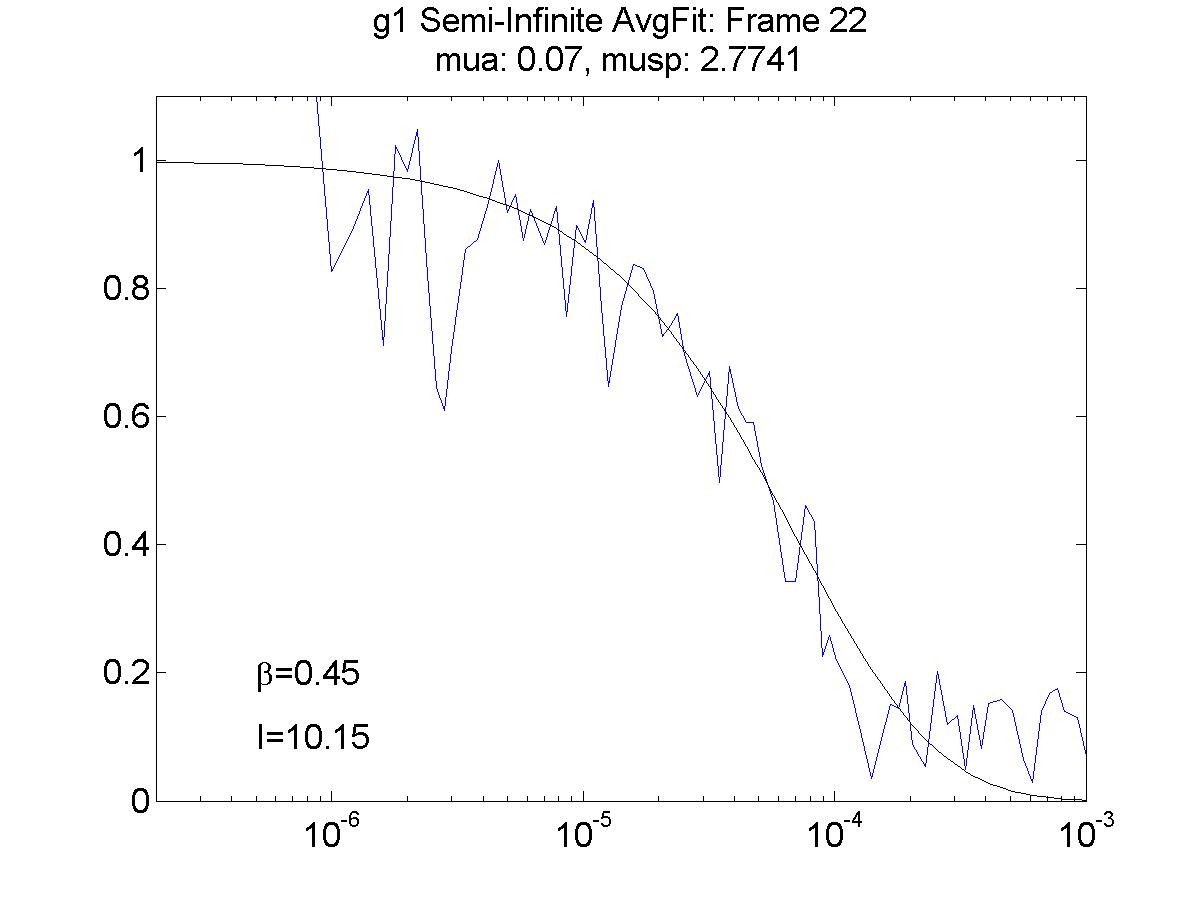 g1 Semi-Infinite AvgFit: Frame 22
mua: 0.07, musp: 2.7741
1
0.8
0.6
0.4
0.2
0
β=0.45
I=10.15
10^-6
10^-5
10^-4
10^-3